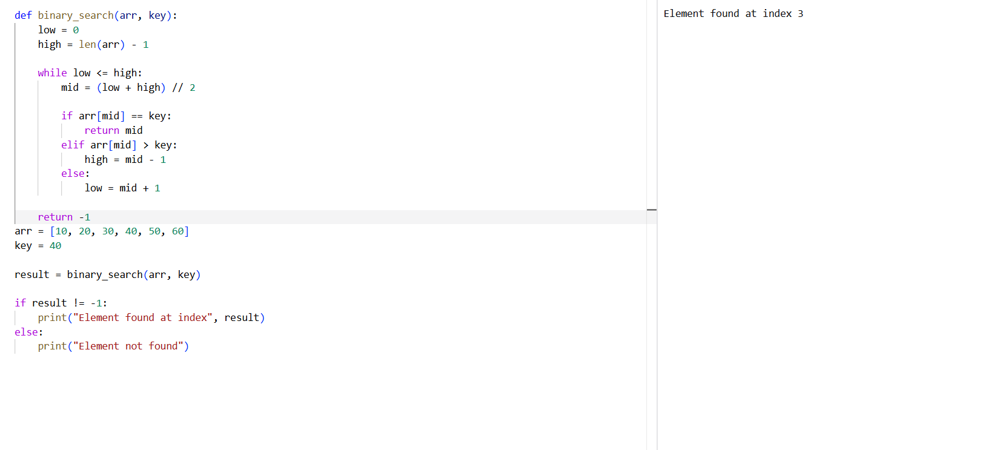 def binary_search(arr, key):
    low = 0
    high = len(arr) - 1

    while low <= high:
        mid = (low + high) // 2

        if arr[mid] == key:
            return mid
        elif arr[mid] > key:
            high = mid - 1
        else:
            low = mid + 1

    return -1
arr = [10, 20, 30, 40, 50, 60]
key = 40

result = binary_search(arr, key)

if result != -1:
    print("Element found at index", result)
else:
    print("Element not found")
Element found at index 3